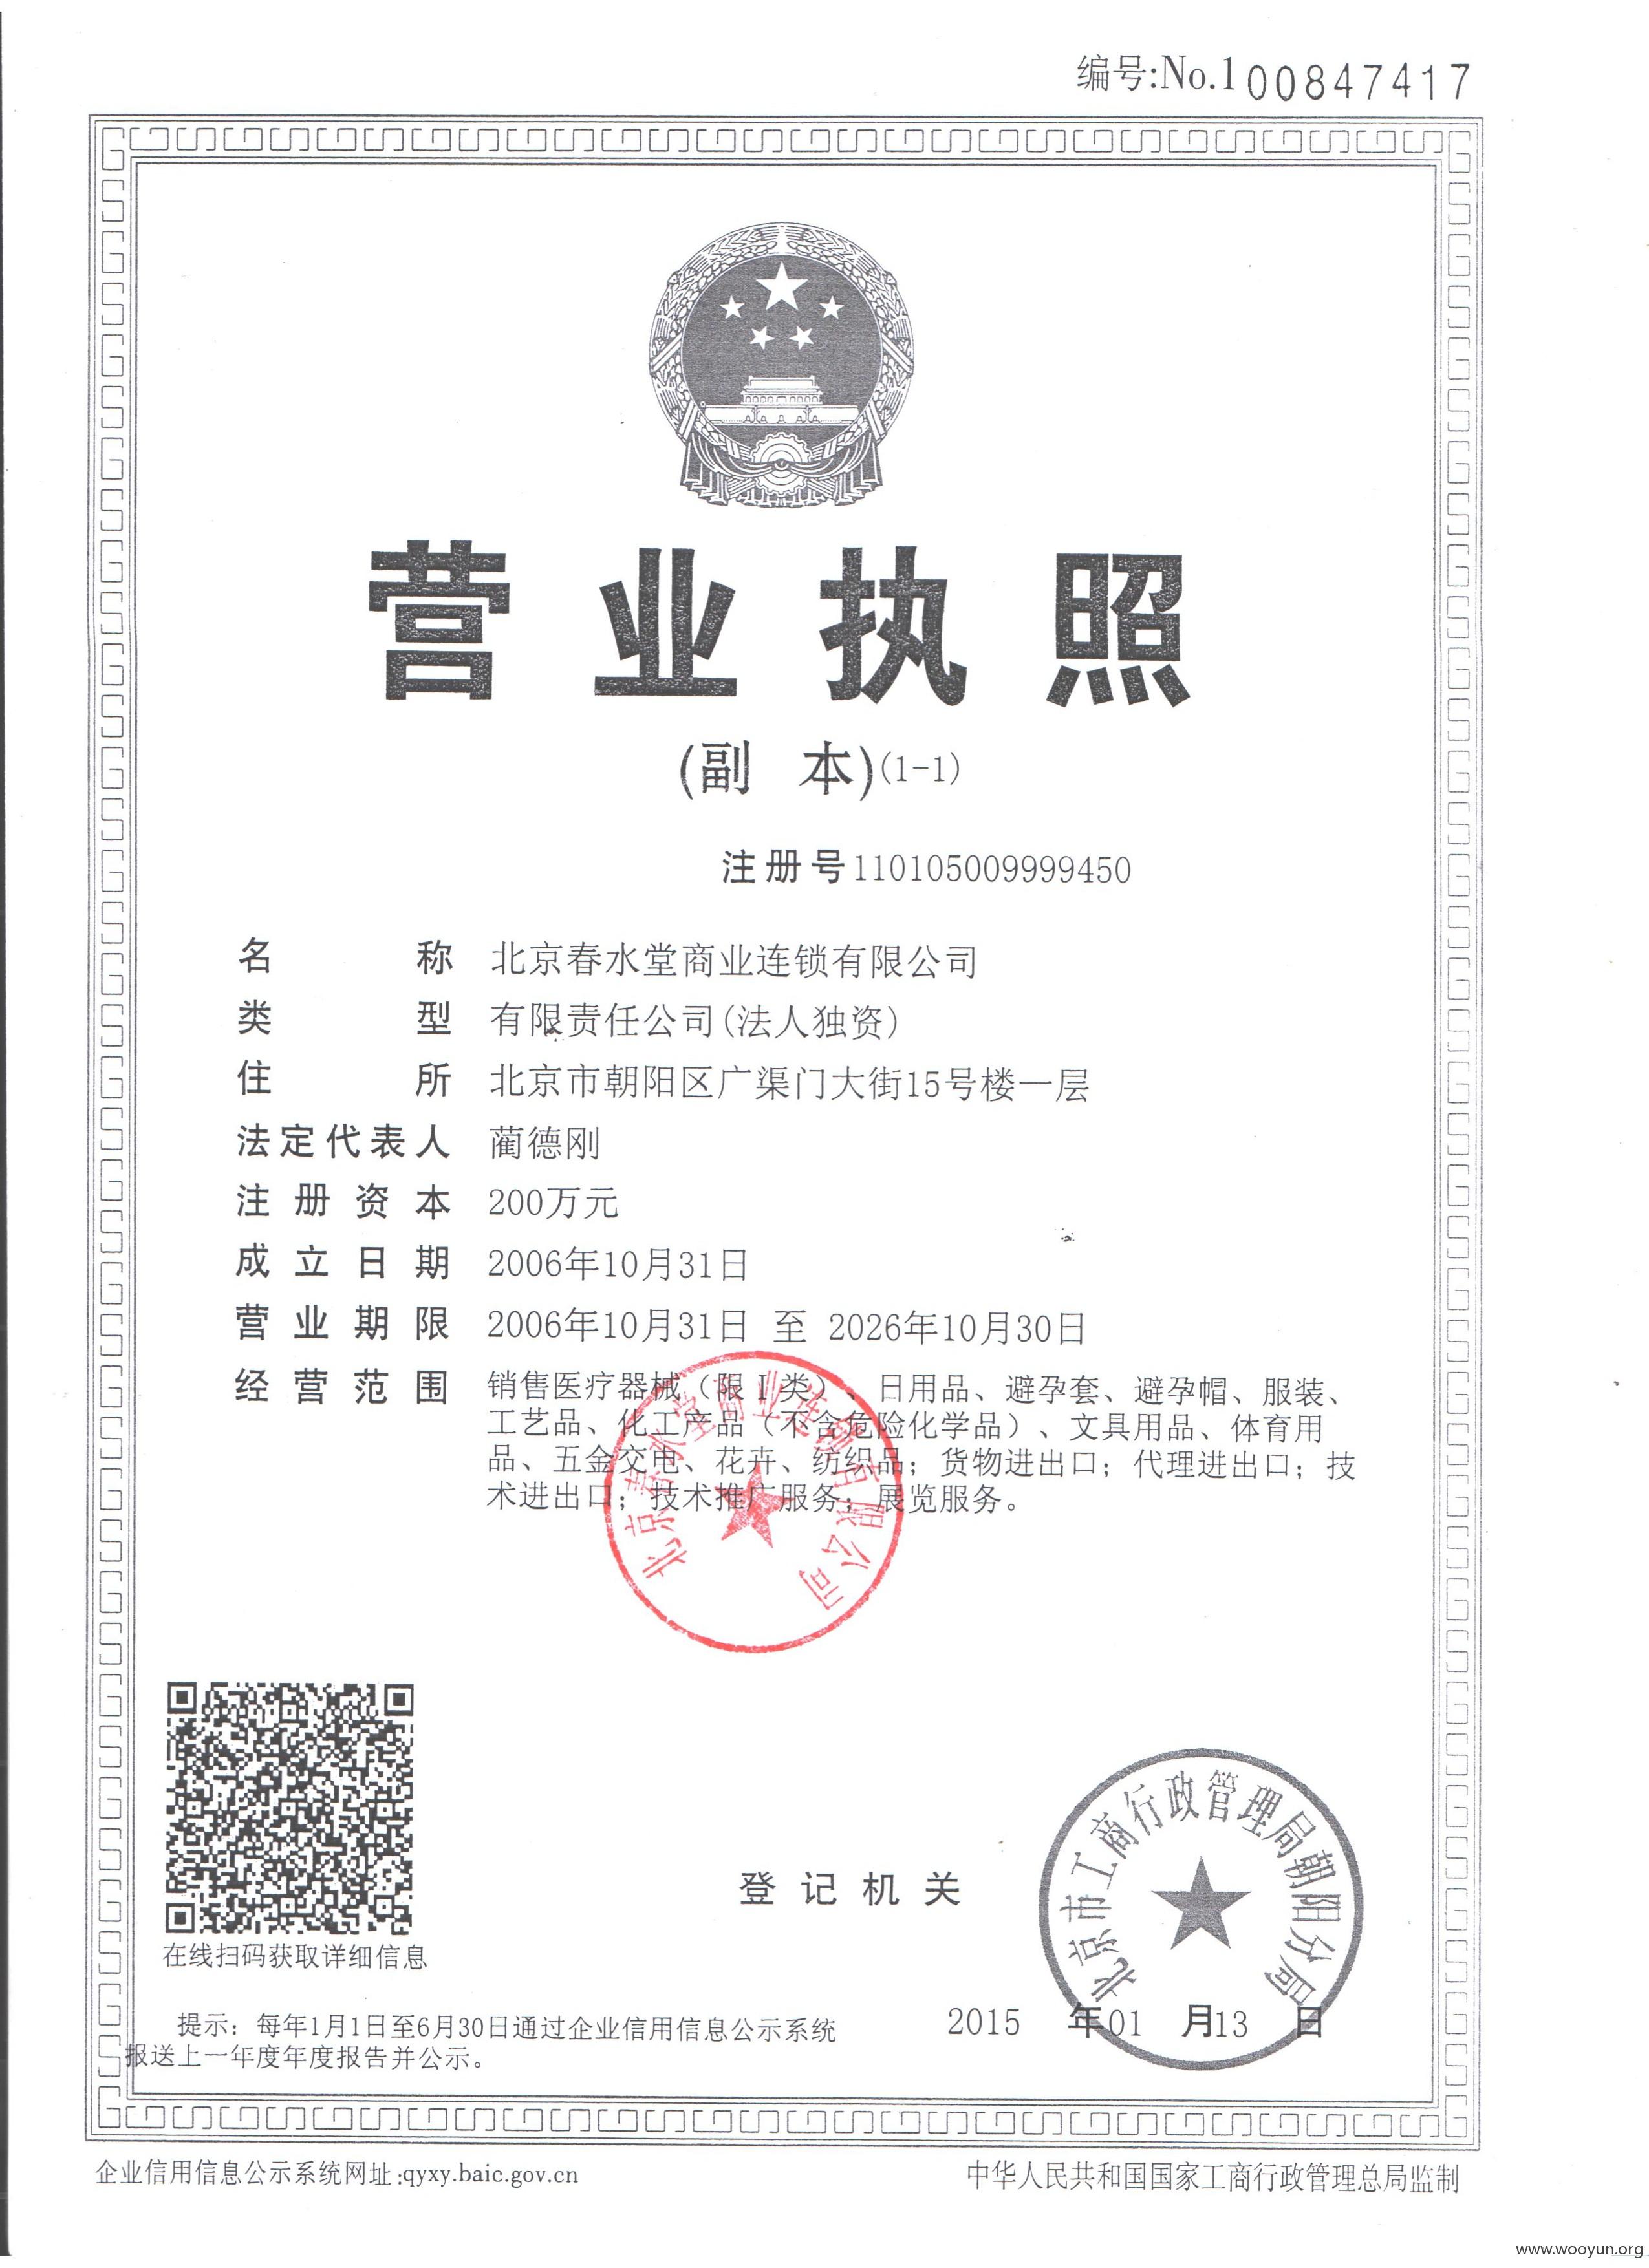 编号:No.100847417
营业执照
(副 本)(1-1)
注册号110105009999450
名 称 北京春水堂商业连锁有限公司
类 型 有限责任公司(法人独资)
住 所 北京市朝阳区广渠门大街15号楼一层
法定代表人 蔺德刚
注册资本 200万元
成立日期 2006年10月31日
营业期限 2006年10月31日 至 2026年10月30日
经营范围 销售医疗器械（限Ⅰ类）、日用品、避孕套、避孕帽、服装、
工艺品、化工产品（不含危险化学品）、文具用品、体育用
品、五金交电、花卉、纺织品；货物进出口；代理进出口；技
术进出口；技术推广服务；展览服务。
北京春水堂商业连锁有限公司
登记机关
北京市工商行政管理局朝阳分局
在线扫码获取详细信息
2015 年01 月13 日
提示：每年1月1日至6月30日通过企业信用信息公示系统
报送上一年度年度报告并公示。
企业信用信息公示系统网址:qyxy.baic.gov.cn
中华人民共和国国家工商行政管理总局监制
www.wooyun.org